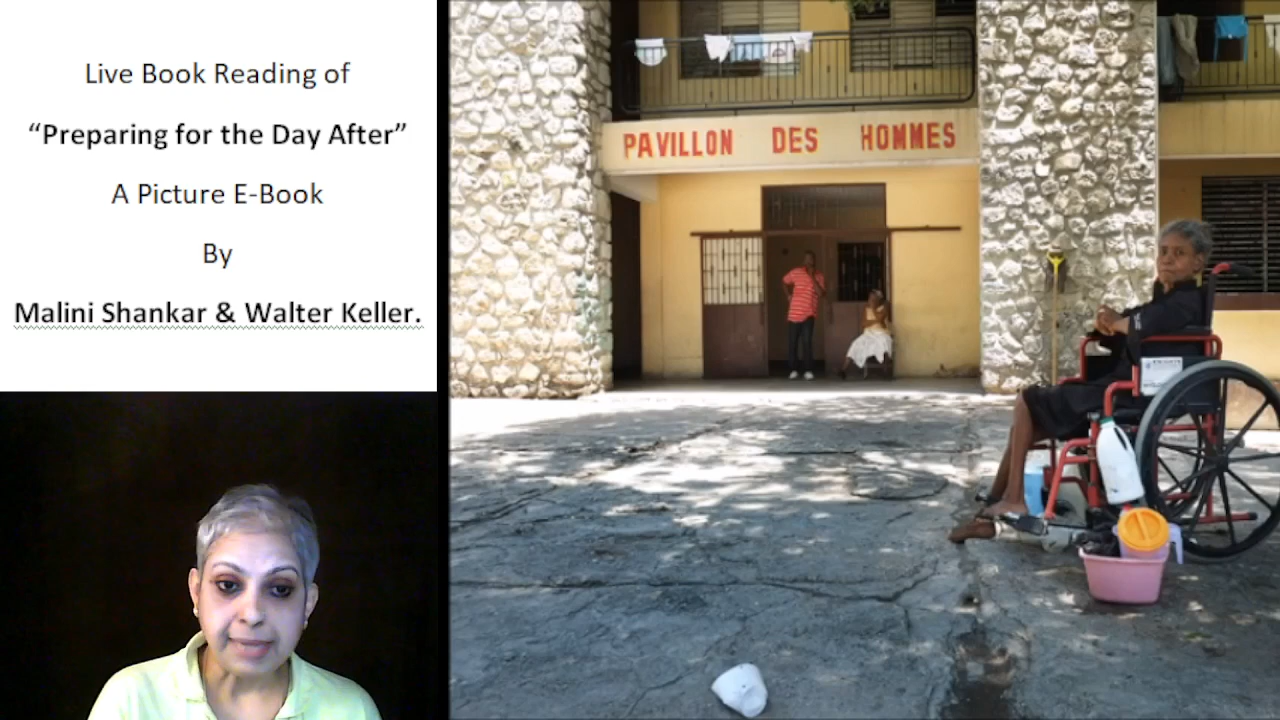 Live Book Reading of
“Preparing for the Day After”
A Picture E-Book
By
Malini Shankar & Walter Keller.
PAVILLON DES HOMMES